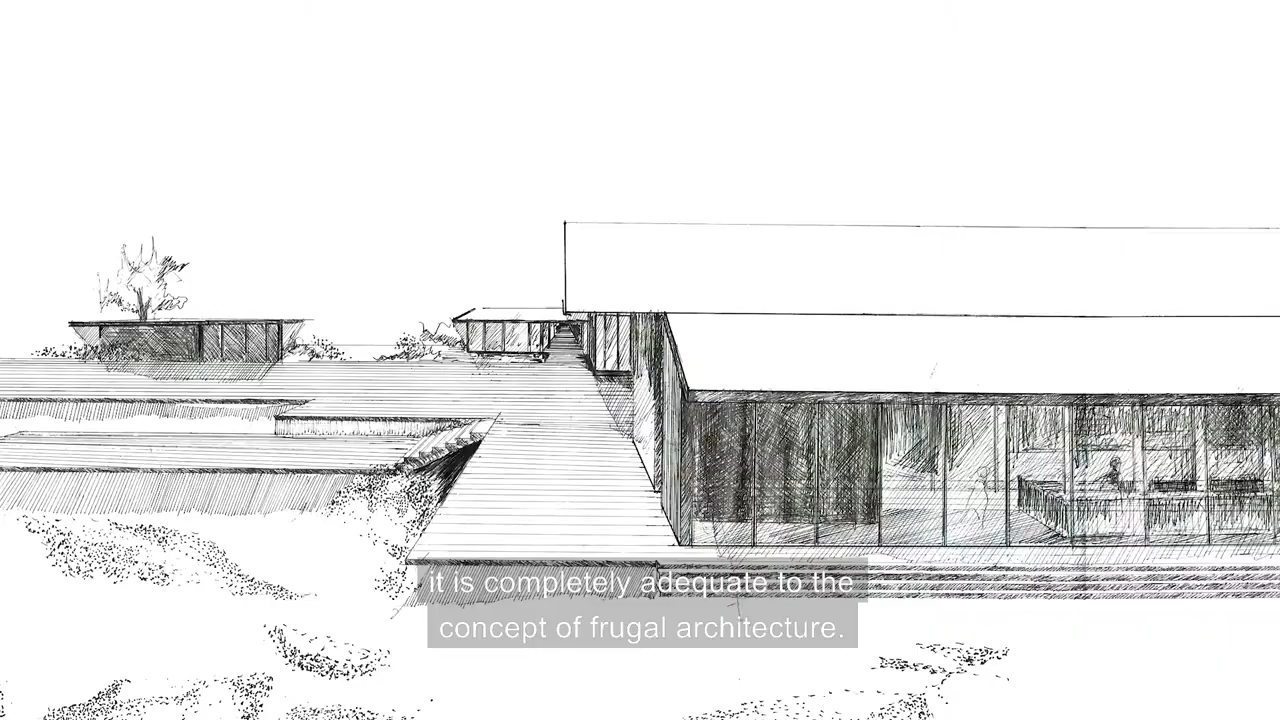 it is completely adequate to the
concept of frugal architecture.